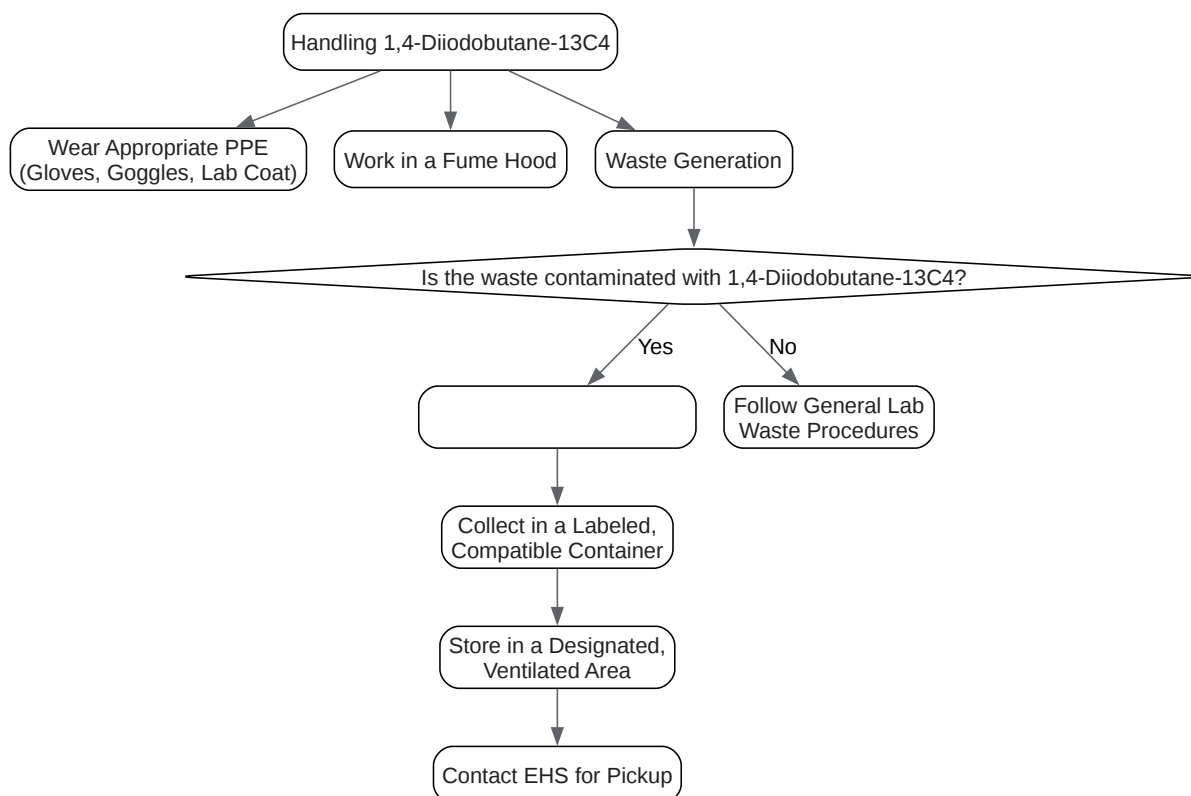 Handling 1,4-Diiodobutane-13C4
Wear Appropriate PPE
(Gloves, Goggles, Lab Coat)
Work in a Fume Hood
Waste Generation
Is the waste contaminated with 1,4-Diiodobutane-13C4?
Yes
No
Follow General Lab
Waste Procedures
Collect in a Labeled,
Compatible Container
Store in a Designated,
Ventilated Area
Contact EHS for Pickup